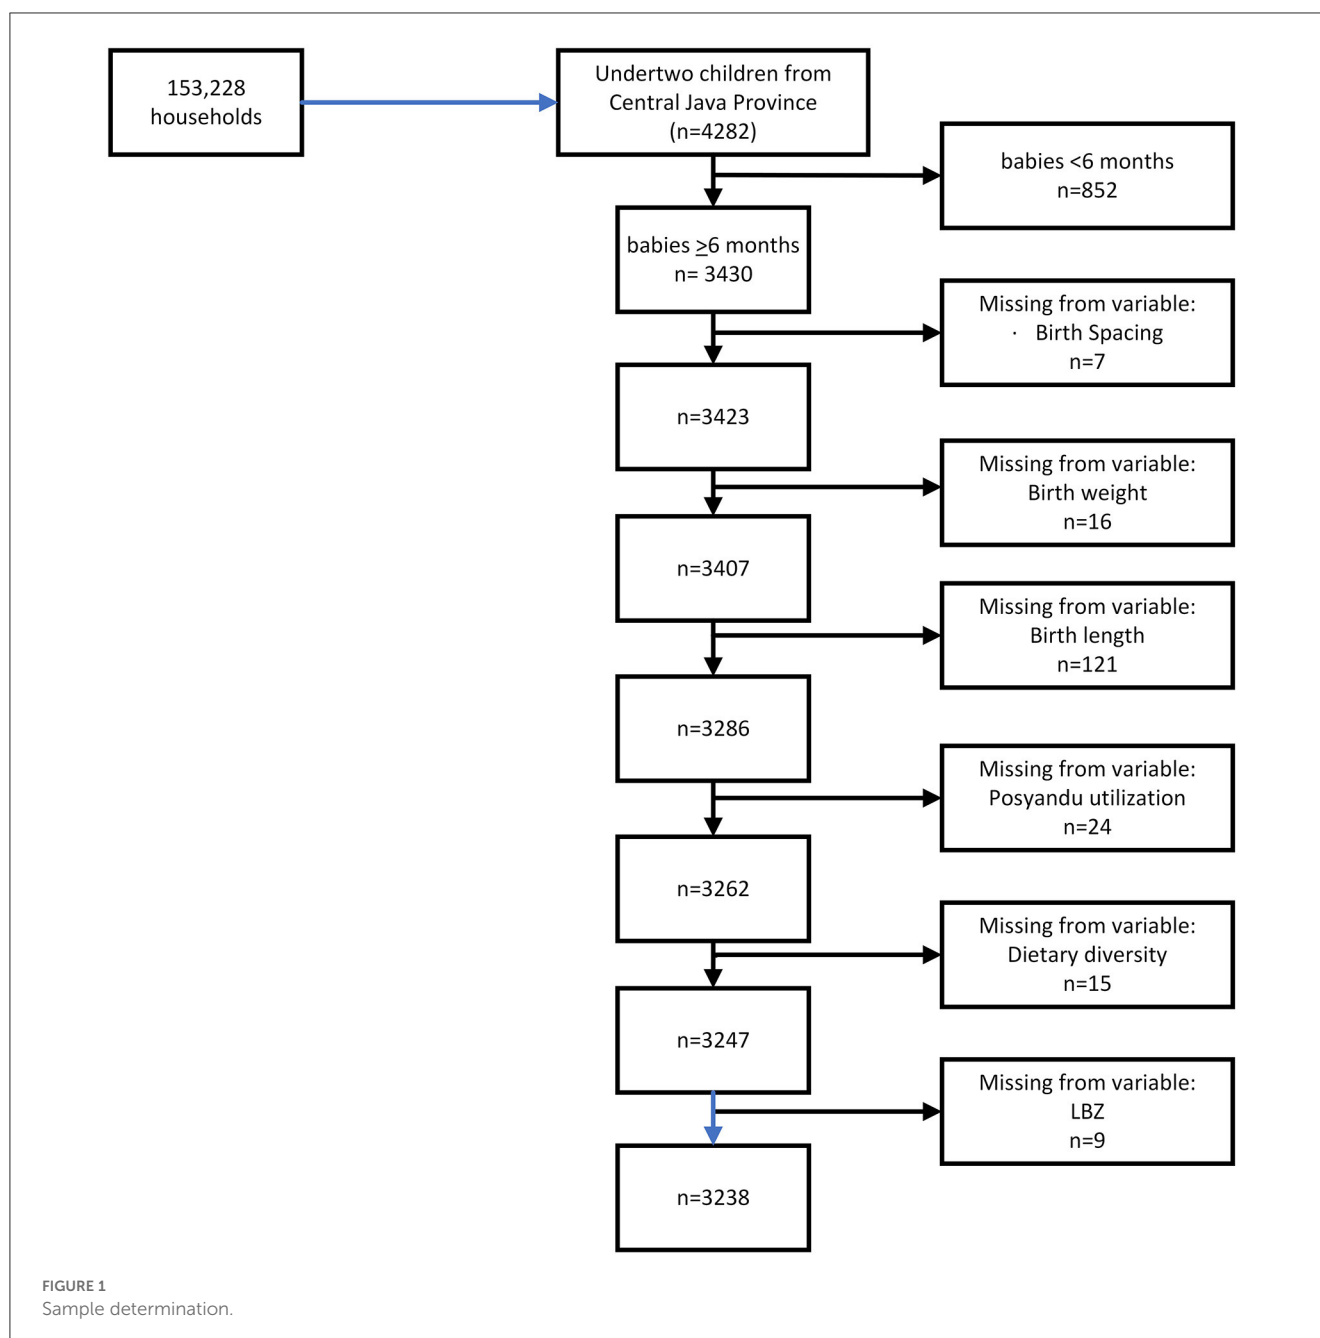 153,228
households
Undertwo children from
Central Java Province
(n=4282)
babies <6 months
n=852
babies ≥6 months
n= 3430
Missing from variable:
· Birth Spacing
n=7
n=3423
Missing from variable:
Birth weight
n=16
n=3407
Missing from variable:
Birth length
n=121
n=3286
Missing from variable:
Posyandu utilization
n=24
n=3262
Missing from variable:
Dietary diversity
n=15
n=3247
Missing from variable:
LBZ
n=9
n=3238
FIGURE 1
Sample determination.